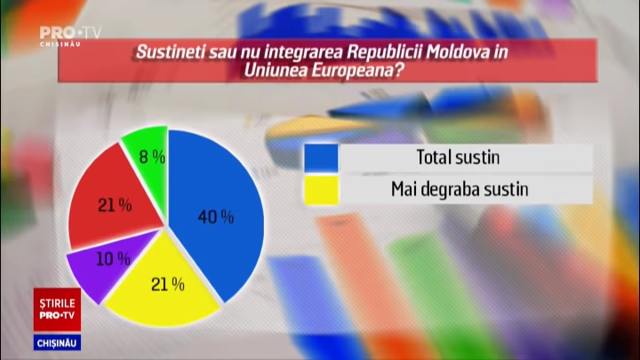 PRO•TV
CHIȘINĂU
Sustineti sau nu integrarea Republicii Moldova in
Uniunea Europeana?
8 %
40 %
21 %
10 %
21 %
Total sustin
Mai degraba sustin
ȘTIRILE
PRO•TV
CHIȘINĂU